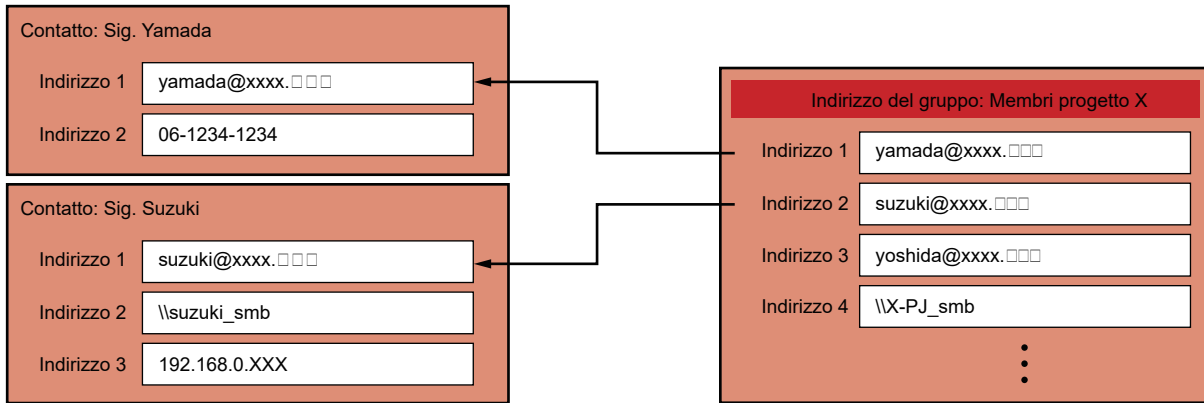 Contatto: Sig. Yamada
Indirizzo 1 yamada@xxxx.□□□
Indirizzo 2 06-1234-1234
Contatto: Sig. Suzuki
Indirizzo 1 suzuki@xxxx.□□□
Indirizzo 2 \\suzuki_smb
Indirizzo 3 192.168.0.XXX
Indirizzo del gruppo: Membri progetto X
Indirizzo 1 yamada@xxxx.□□□
Indirizzo 2 suzuki@xxxx.□□□
Indirizzo 3 yoshida@xxxx.□□□
Indirizzo 4 \\X-PJ_smb